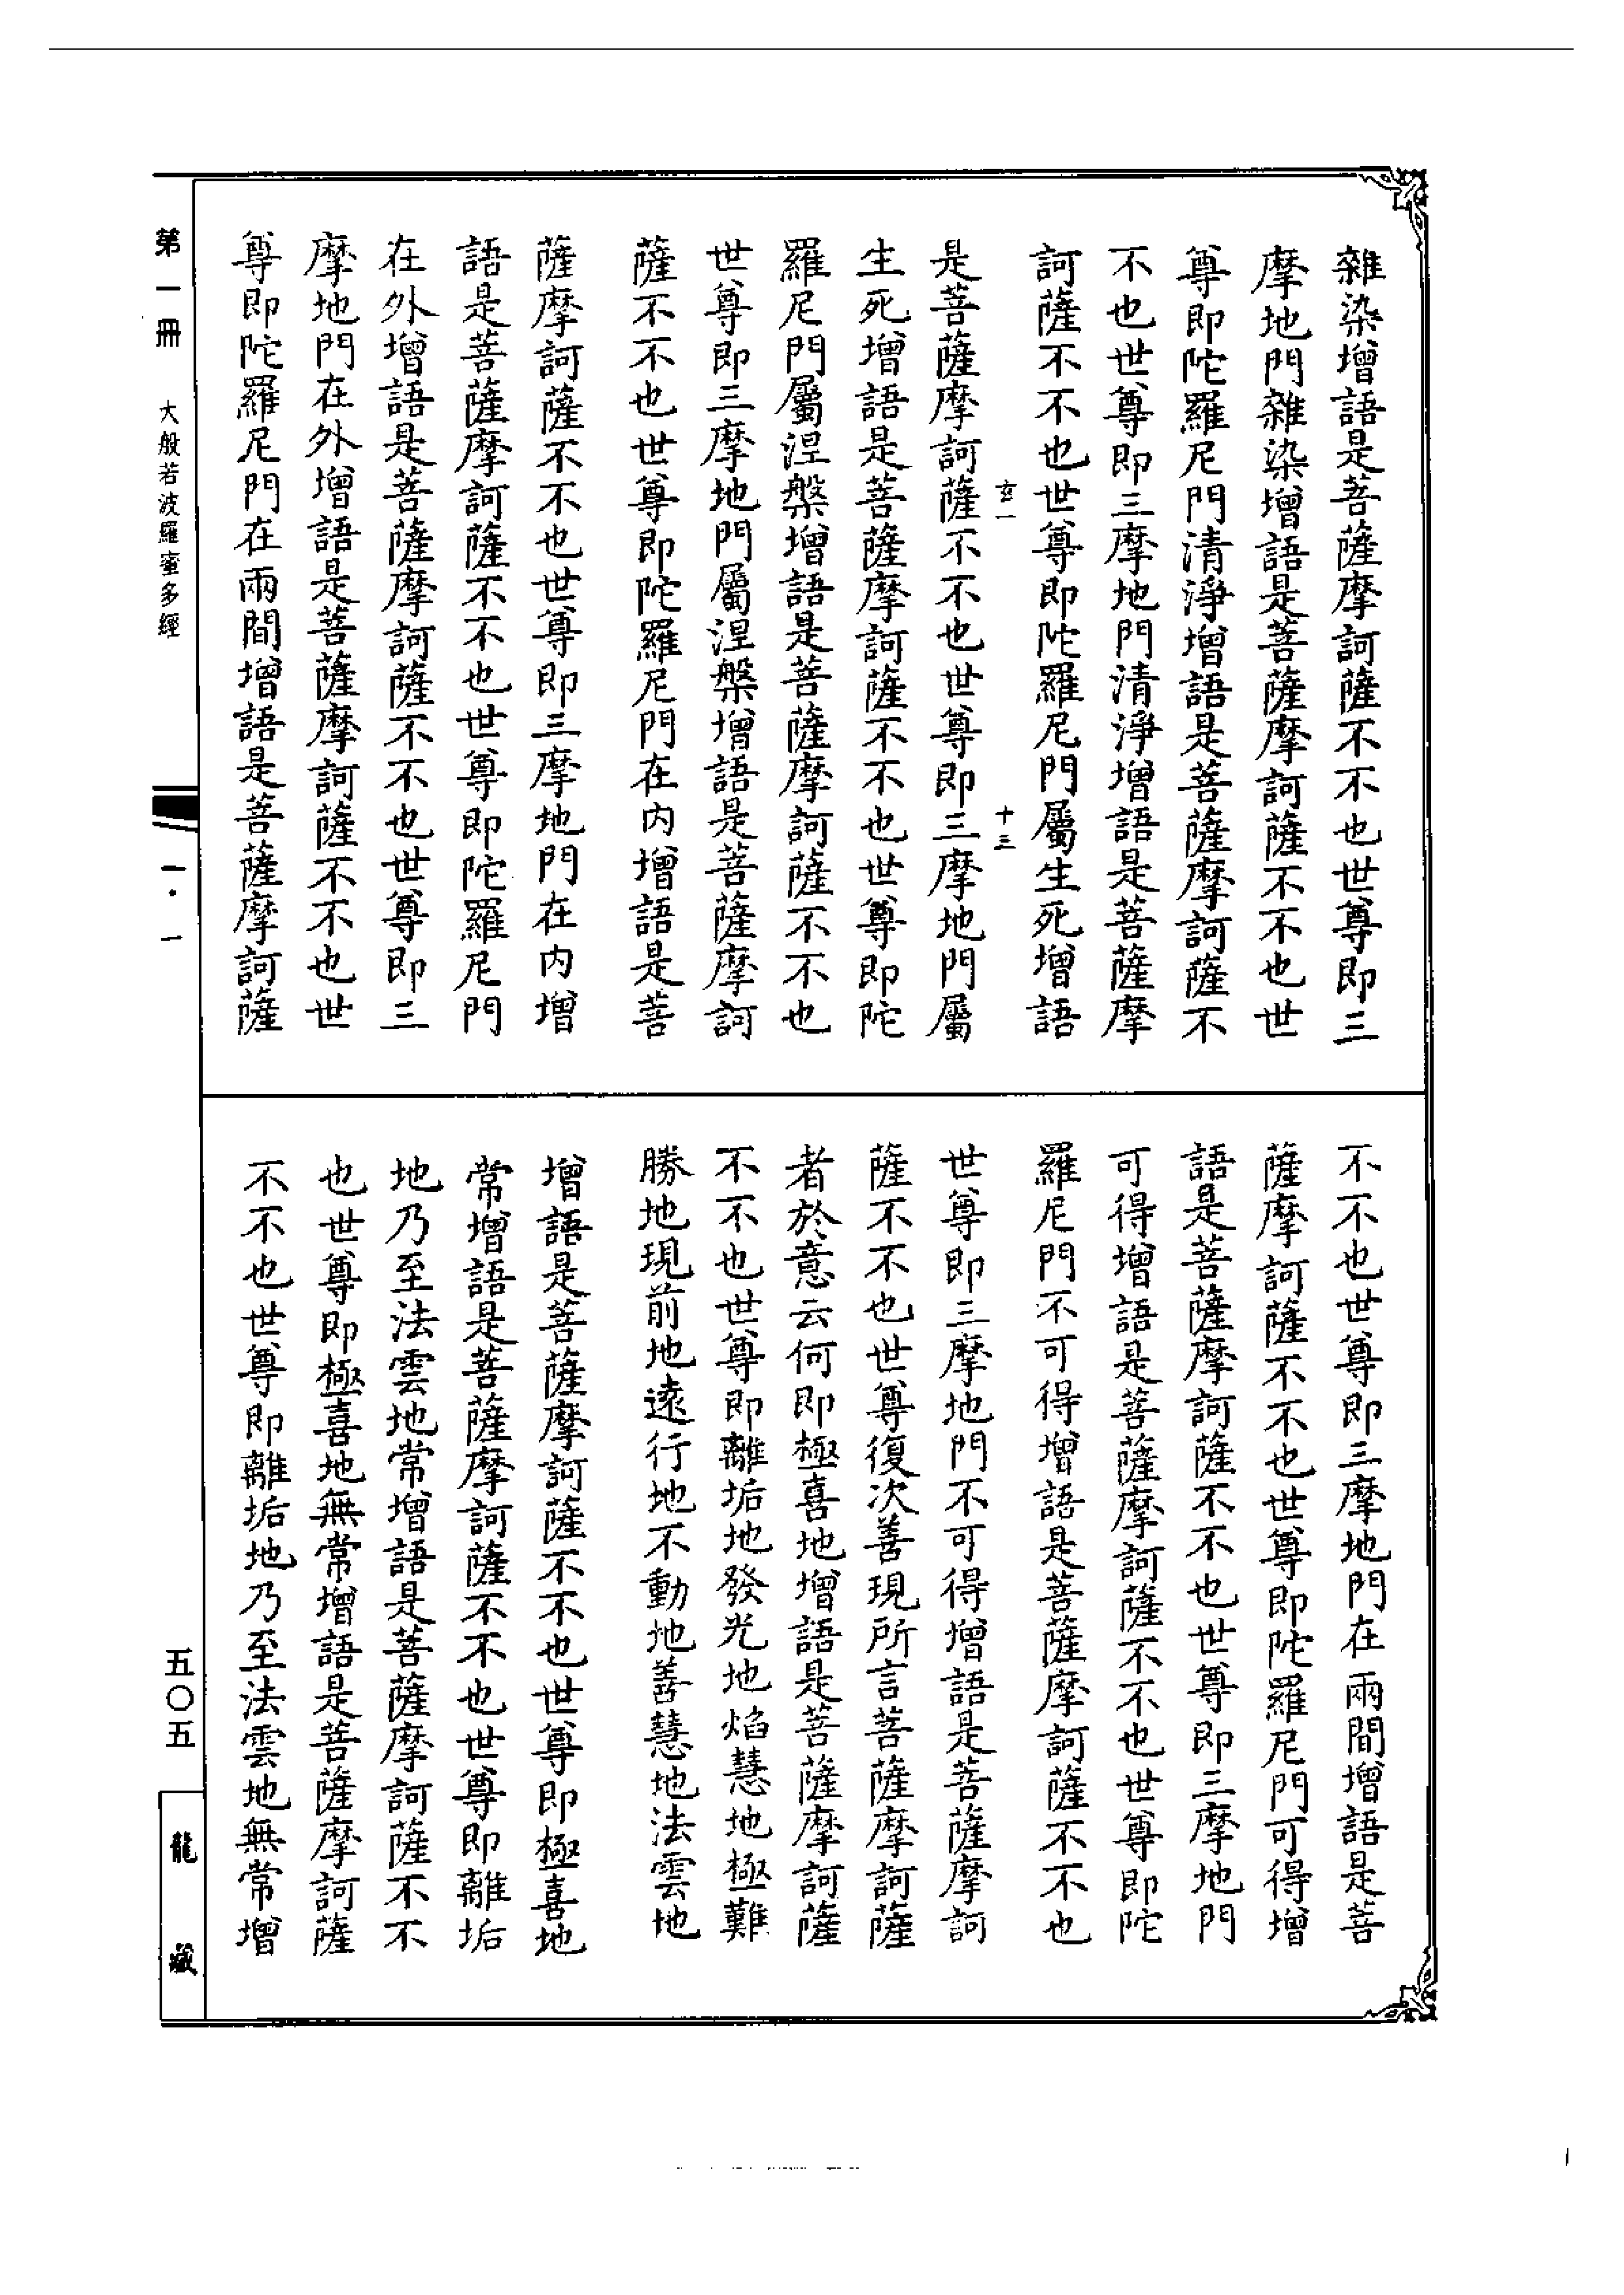 雜染增語是菩薩摩訶薩不不也世尊即三
摩地門雜染增語是菩薩摩訶薩不不也世
尊即陀羅尼門清淨增語是菩薩摩訶薩不
不也世尊即三摩地門清淨增語是菩薩摩
訶薩不不也世尊即陀羅尼門屬生死增語
玄一 十三
是菩薩摩訶薩不不也世尊即三摩地門屬
生死增語是菩薩摩訶薩不不也世尊即陀
羅尼門屬涅槃增語是菩薩摩訶薩不不也
世尊即三摩地門屬涅槃增語是菩薩摩訶
薩不不也世尊即陀羅尼門在內增語是菩
薩摩訶薩不不也世尊即三摩地門在內增
語是菩薩摩訶薩不不也世尊即陀羅尼門
在外增語是菩薩摩訶薩不不也世尊即三
摩地門在外增語是菩薩摩訶薩不不也世
尊即陀羅尼門在兩間增語是菩薩摩訶薩
不不也世尊即三摩地門在兩間增語是菩
薩摩訶薩不不也世尊即陀羅尼門可得增
語是菩薩摩訶薩不不也世尊即三摩地門
可得增語是菩薩摩訶薩不不也世尊即陀
羅尼門不可得增語是菩薩摩訶薩不不也
世尊即三摩地門不可得增語是菩薩摩訶
薩不不也世尊復次善現所言菩薩摩訶薩
者於意云何即極喜地增語是菩薩摩訶薩
不不也世尊即離垢地發光地焰慧地極難
勝地現前地遠行地不動地善慧地法雲地
增語是菩薩摩訶薩不不也世尊即極喜地
常增語是菩薩摩訶薩不不也世尊即離垢
地乃至法雲地常增語是菩薩摩訶薩不不
也世尊即極喜地無常增語是菩薩摩訶薩
不不也世尊即離垢地乃至法雲地無常增
第一冊 大般若波羅蜜多經
一·一
五〇五
龍藏